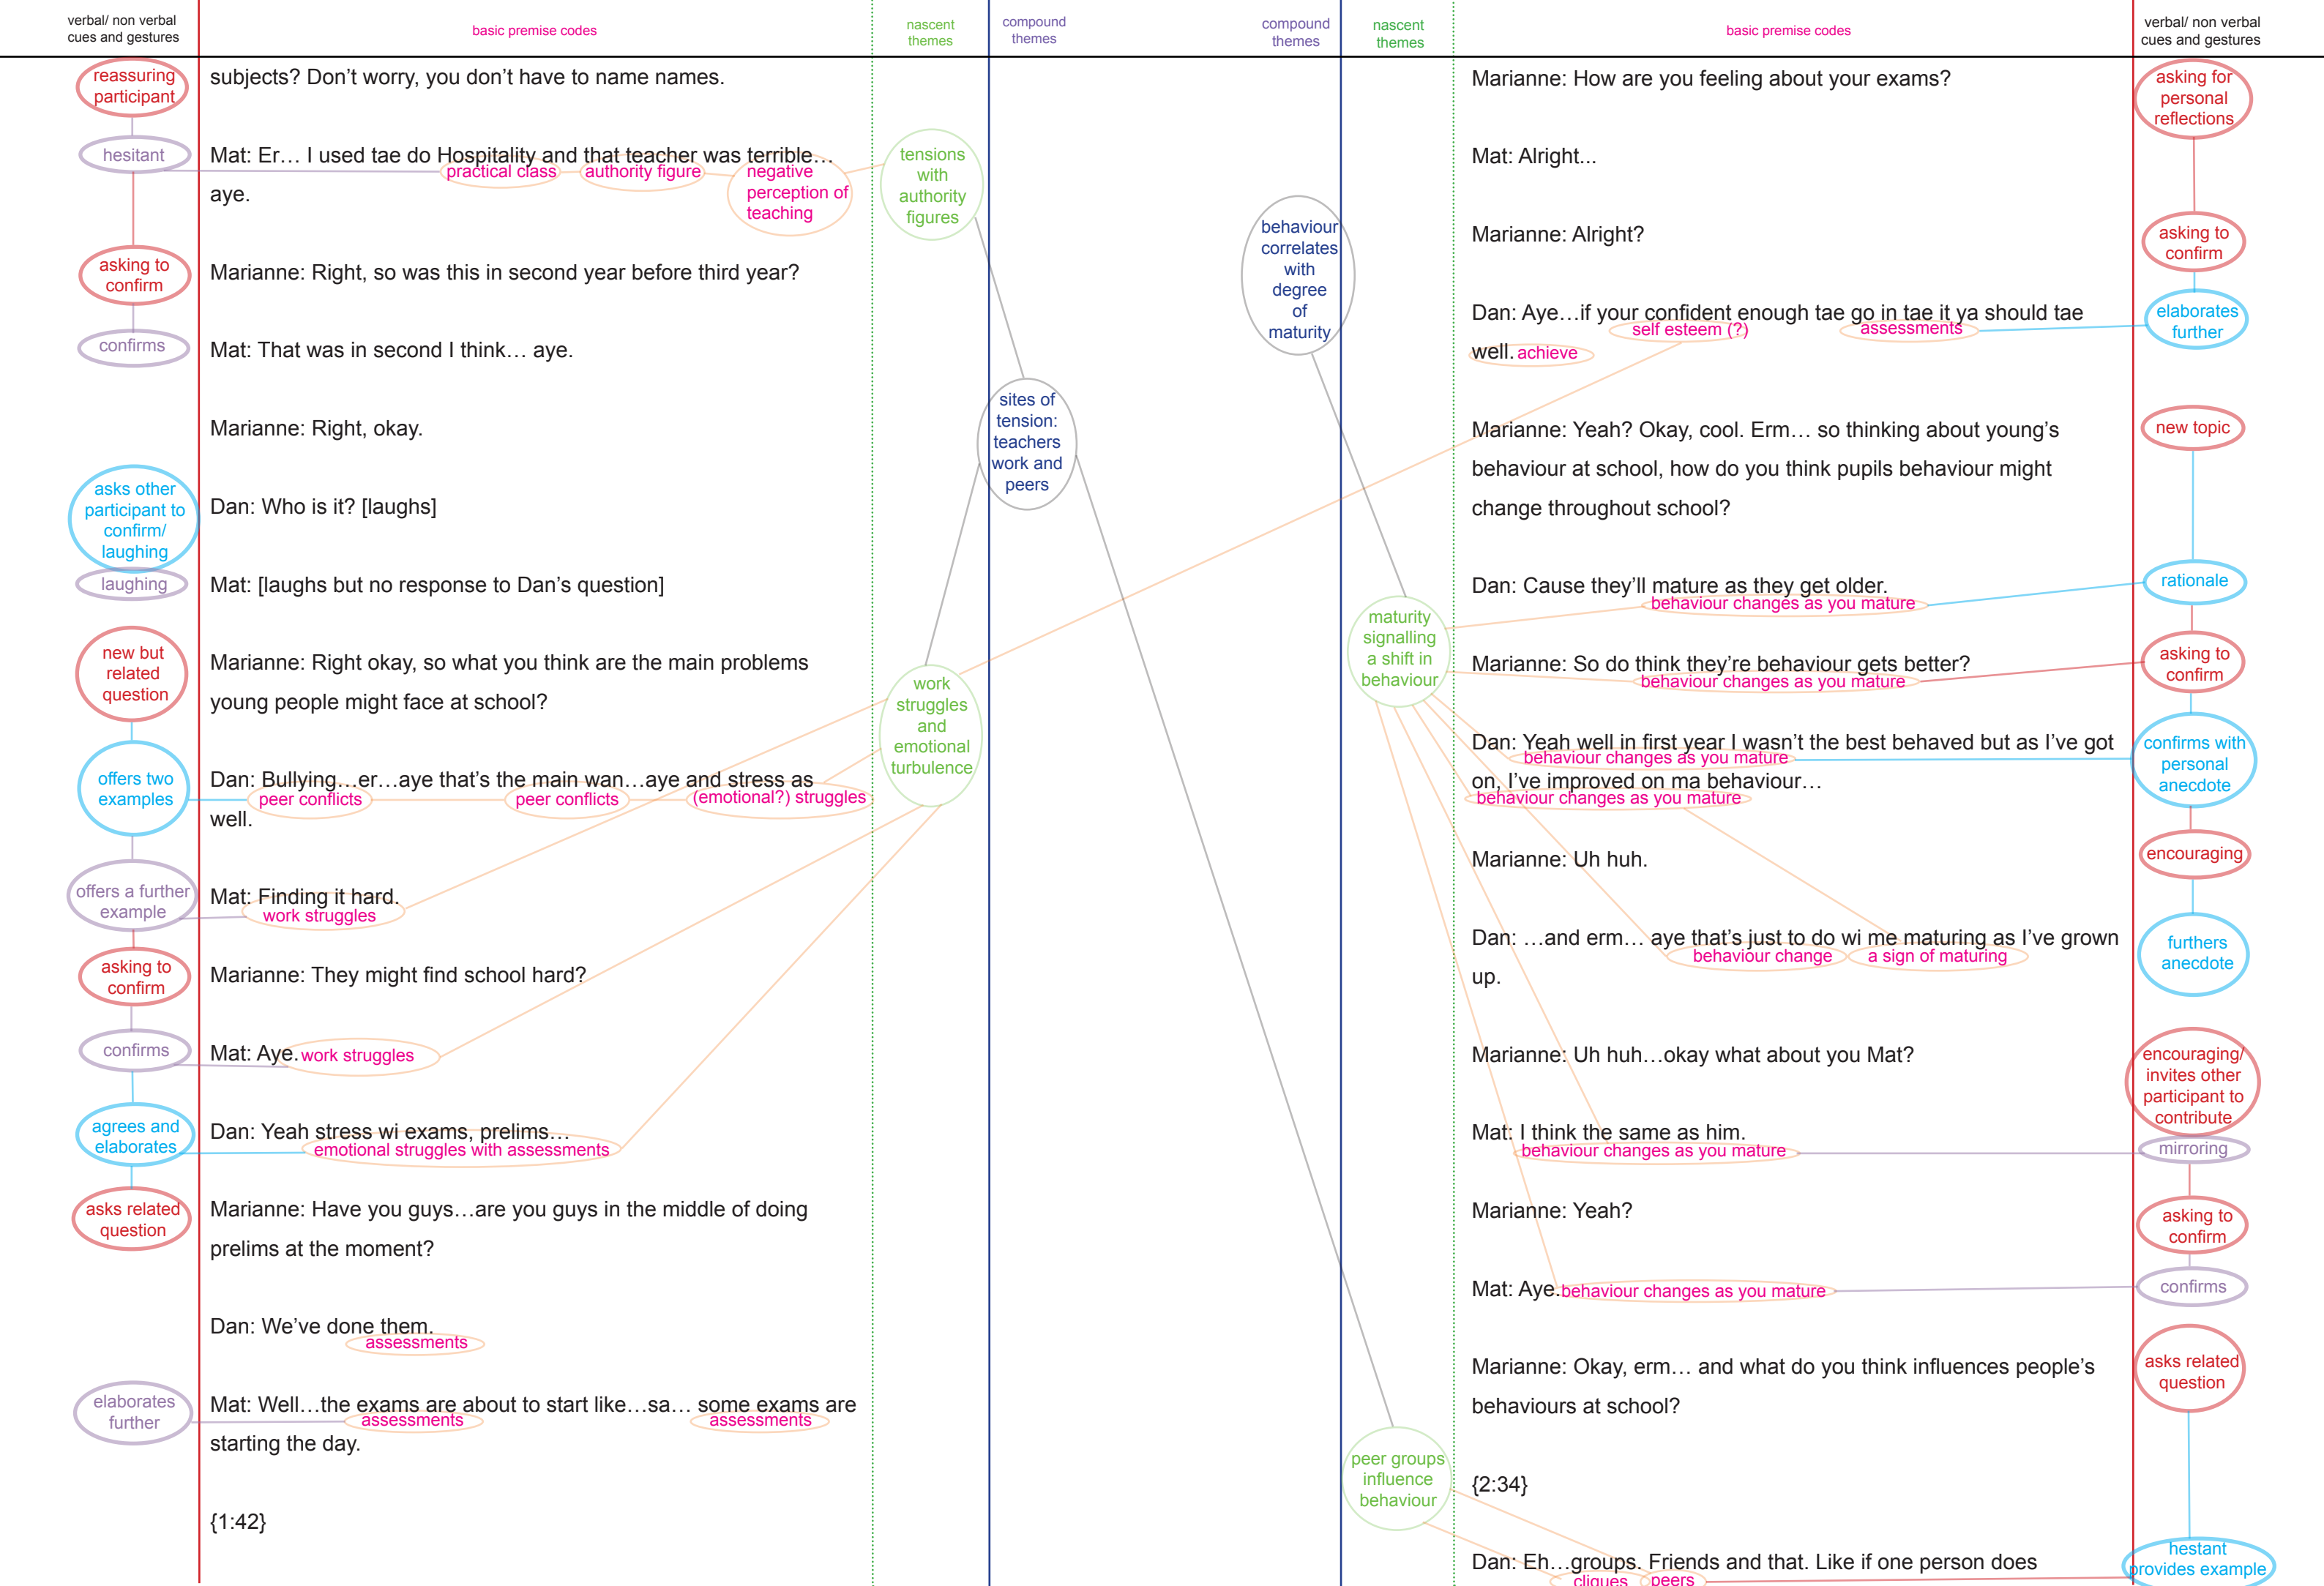 verbal/ non verbal
cues and gestures
basic premise codes
nascent
themes
compound
themes
reassuring
participant
subjects? Don’t worry, you don’t have to name names.
hesitant
Mat: Er… I used tae do Hospitality and that teacher was terrible…
practical class
authority figure
negative
perception of
teaching
aye.
tensions
with
authority
figures
asking to
confirm
Marianne: Right, so was this in second year before third year?
confirms
Mat: That was in second I think… aye.
sites of
tension:
teachers
work and
peers
Marianne: Right, okay.
asks other
participant to
confirm/
laughing
Dan: Who is it? [laughs]
laughing
Mat: [laughs but no response to Dan’s question]
new but
related
question
Marianne: Right okay, so what you think are the main problems
young people might face at school?
work
struggles
and
emotional
turbulence
offers two
examples
Dan: Bullying…er…aye that’s the main wan…aye and stress as
peer conflicts
peer conflicts
(emotional?) struggles
well.
offers a further
example
Mat: Finding it hard.
work struggles
asking to
confirm
Marianne: They might find school hard?
confirms
Mat: Aye. work struggles
agrees and
elaborates
Dan: Yeah stress wi exams, prelims…
emotional struggles with assessments
asks related
question
Marianne: Have you guys…are you guys in the middle of doing
prelims at the moment?
Dan: We’ve done them.
assessments
elaborates
further
Mat: Well…the exams are about to start like…sa… some exams are
assessments
assessments
starting the day.
{1:42}
compound
themes
nascent
themes
basic premise codes
verbal/ non verbal
cues and gestures
Marianne: How are you feeling about your exams?
asking for
personal
reflections
Mat: Alright...
behaviour
correlates
with
degree
of
maturity
Marianne: Alright?
asking to
confirm
Dan: Aye…if your confident enough tae go in tae it ya should tae
self esteem (?)
assessments
well. achieve
elaborates
further
Marianne: Yeah? Okay, cool. Erm… so thinking about young’s
behaviour at school, how do you think pupils behaviour might
change throughout school?
new topic
Dan: Cause they’ll mature as they get older.
behaviour changes as you mature
rationale
maturity
signalling
a shift in
behaviour
Marianne: So do think they’re behaviour gets better?
behaviour changes as you mature
asking to
confirm
Dan: Yeah well in first year I wasn’t the best behaved but as I’ve got
behaviour changes as you mature
on, I’ve improved on ma behaviour…
behaviour changes as you mature
confirms with
personal
anecdote
Marianne: Uh huh.
encouraging
Dan: …and erm… aye that’s just to do wi me maturing as I’ve grown
behaviour change
a sign of maturing
up.
furthers
anecdote
Marianne: Uh huh…okay what about you Mat?
encouraging/
invites other
participant to
contribute
Mat: I think the same as him.
behaviour changes as you mature
mirroring
Marianne: Yeah?
asking to
confirm
Mat: Aye. behaviour changes as you mature
confirms
Marianne: Okay, erm… and what do you think influences people’s
behaviours at school?
asks related
question
peer groups
influence
behaviour
{2:34}
Dan: Eh…groups. Friends and that. Like if one person does
cliques
peers
hestant
provides example